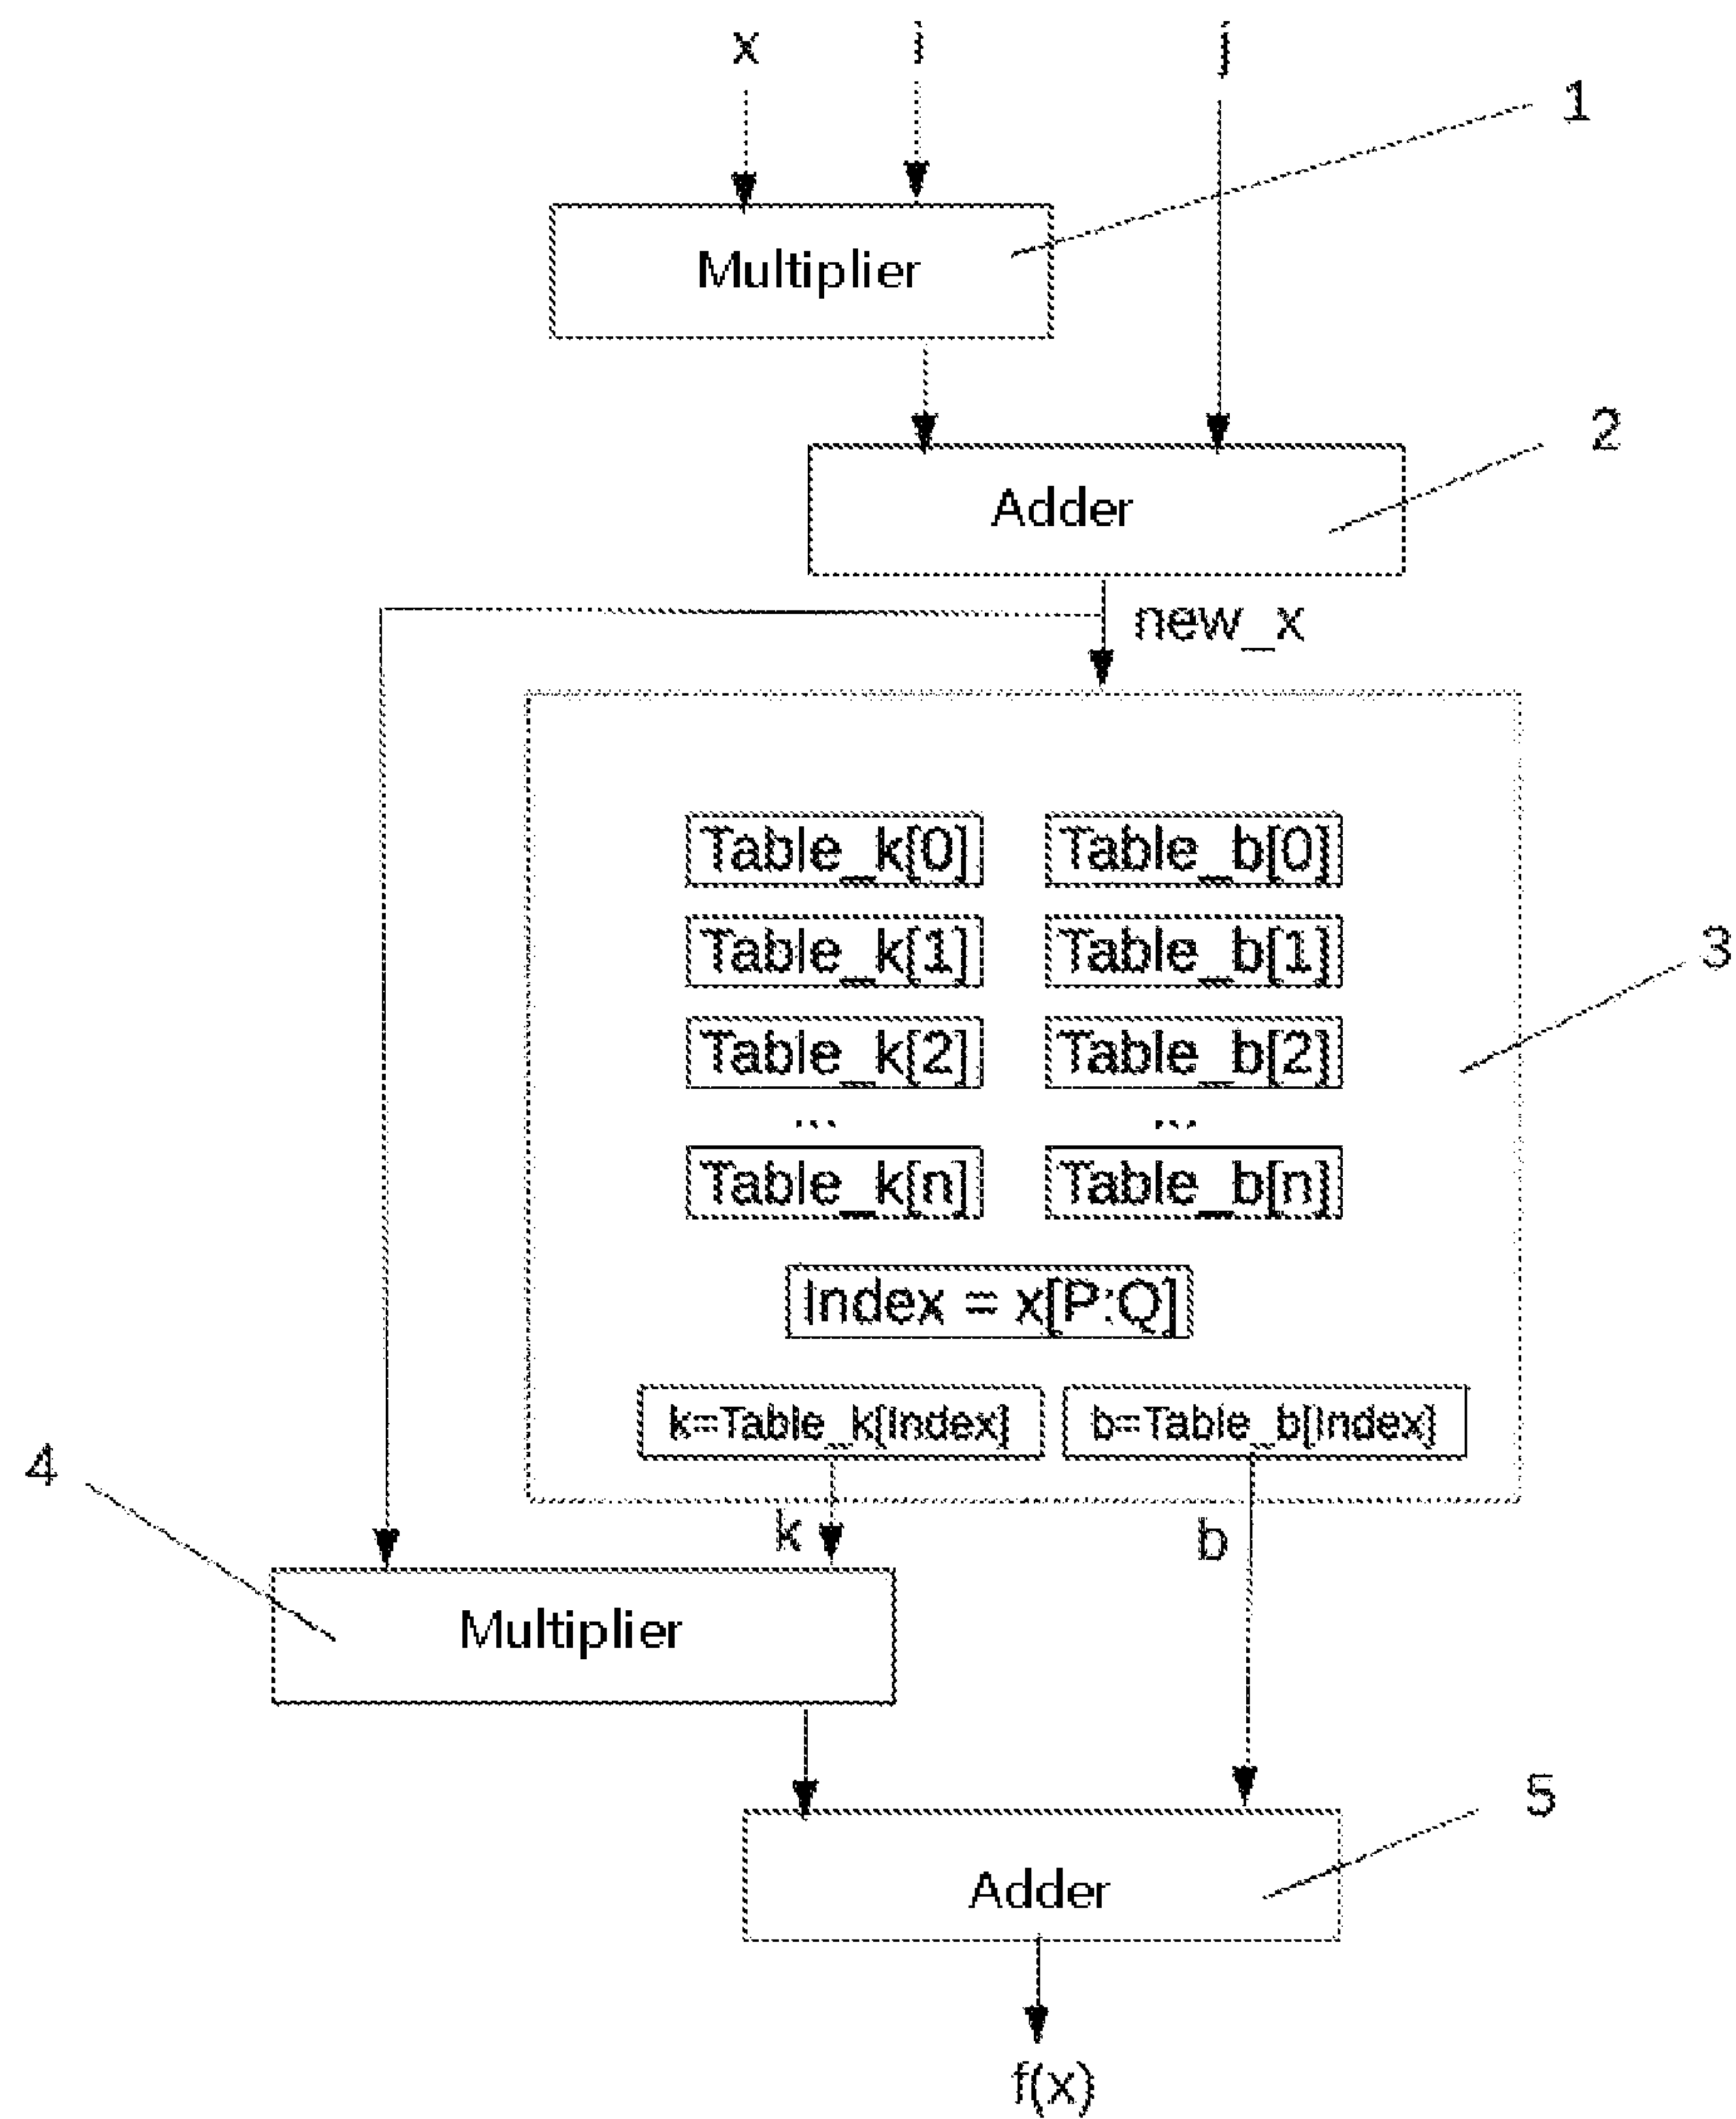 x i j
1
Multiplier
2
Adder
new_x
Table_k[0] Table_b[0]
Table_k[1] Table_b[1]
3
Table_k[2] Table_b[2]
... ...
Table_k[n] Table_b[n]
Index = x[P:Q]
k=Table_k[Index] b=Table_b[Index]
4
k b
Multiplier
5
Adder
f(x)